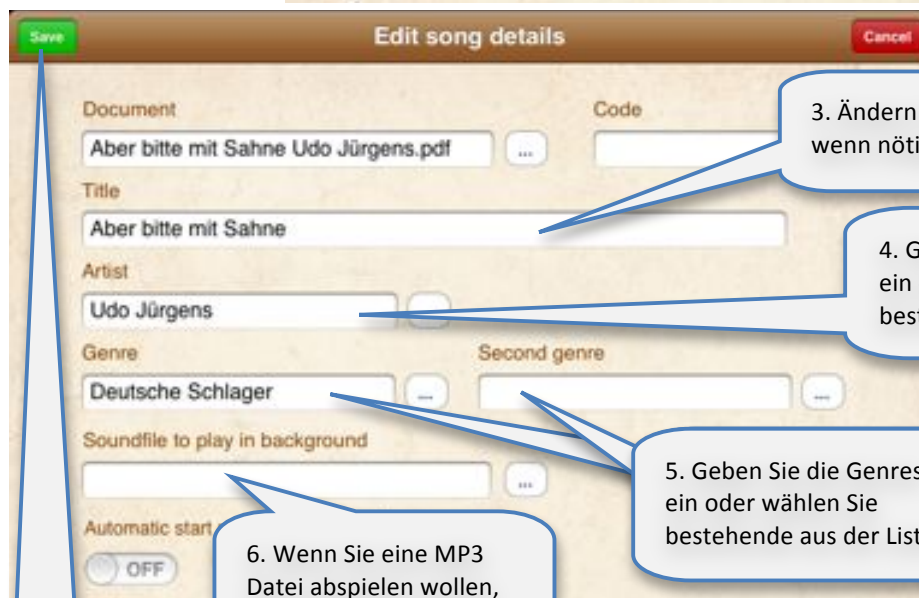 Save
Edit song details
Cancel
Document
Code
Aber bitte mit Sahne Udo Jürgens.pdf
...
3. Ändern
wenn nöti
Title
Aber bitte mit Sahne
4. G
ein
best
Artist
Udo Jürgens
Genre
Second genre
Deutsche Schlager
...
...
Soundfile to play in background
...
5. Geben Sie die Genres
ein oder wählen Sie
bestehende aus der List
Automatic start
OFF
6. Wenn Sie eine MP3
Datei abspielen wollen,